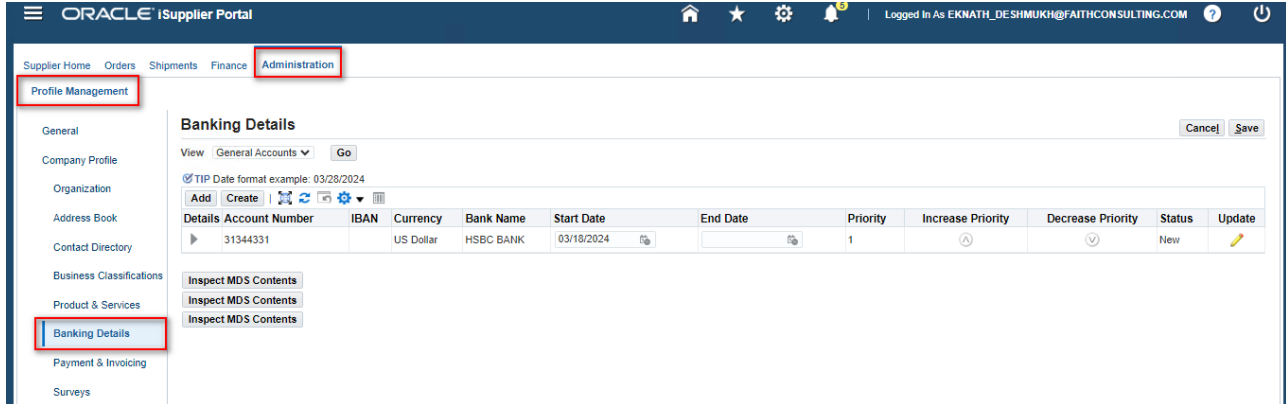 ORACLE iSupplier Portal
5
Logged In As EKNATH_DESHMUKH@FAITHCONSULTING.COM ?
Supplier Home Orders Shipments Finance Administration
Profile Management
General
Company Profile
Organization
Address Book
Contact Directory
Business Classifications
Product & Services
Banking Details
Payment & Invoicing
Surveys
Banking Details
Cancel Save
View General Accounts Go
TIP Date format example: 03/28/2024
Add Create
Details Account Number IBAN Currency Bank Name Start Date End Date Priority Increase Priority Decrease Priority Status Update
31344331 US Dollar HSBC BANK 03/18/2024 1 New
Inspect MDS Contents
Inspect MDS Contents
Inspect MDS Contents